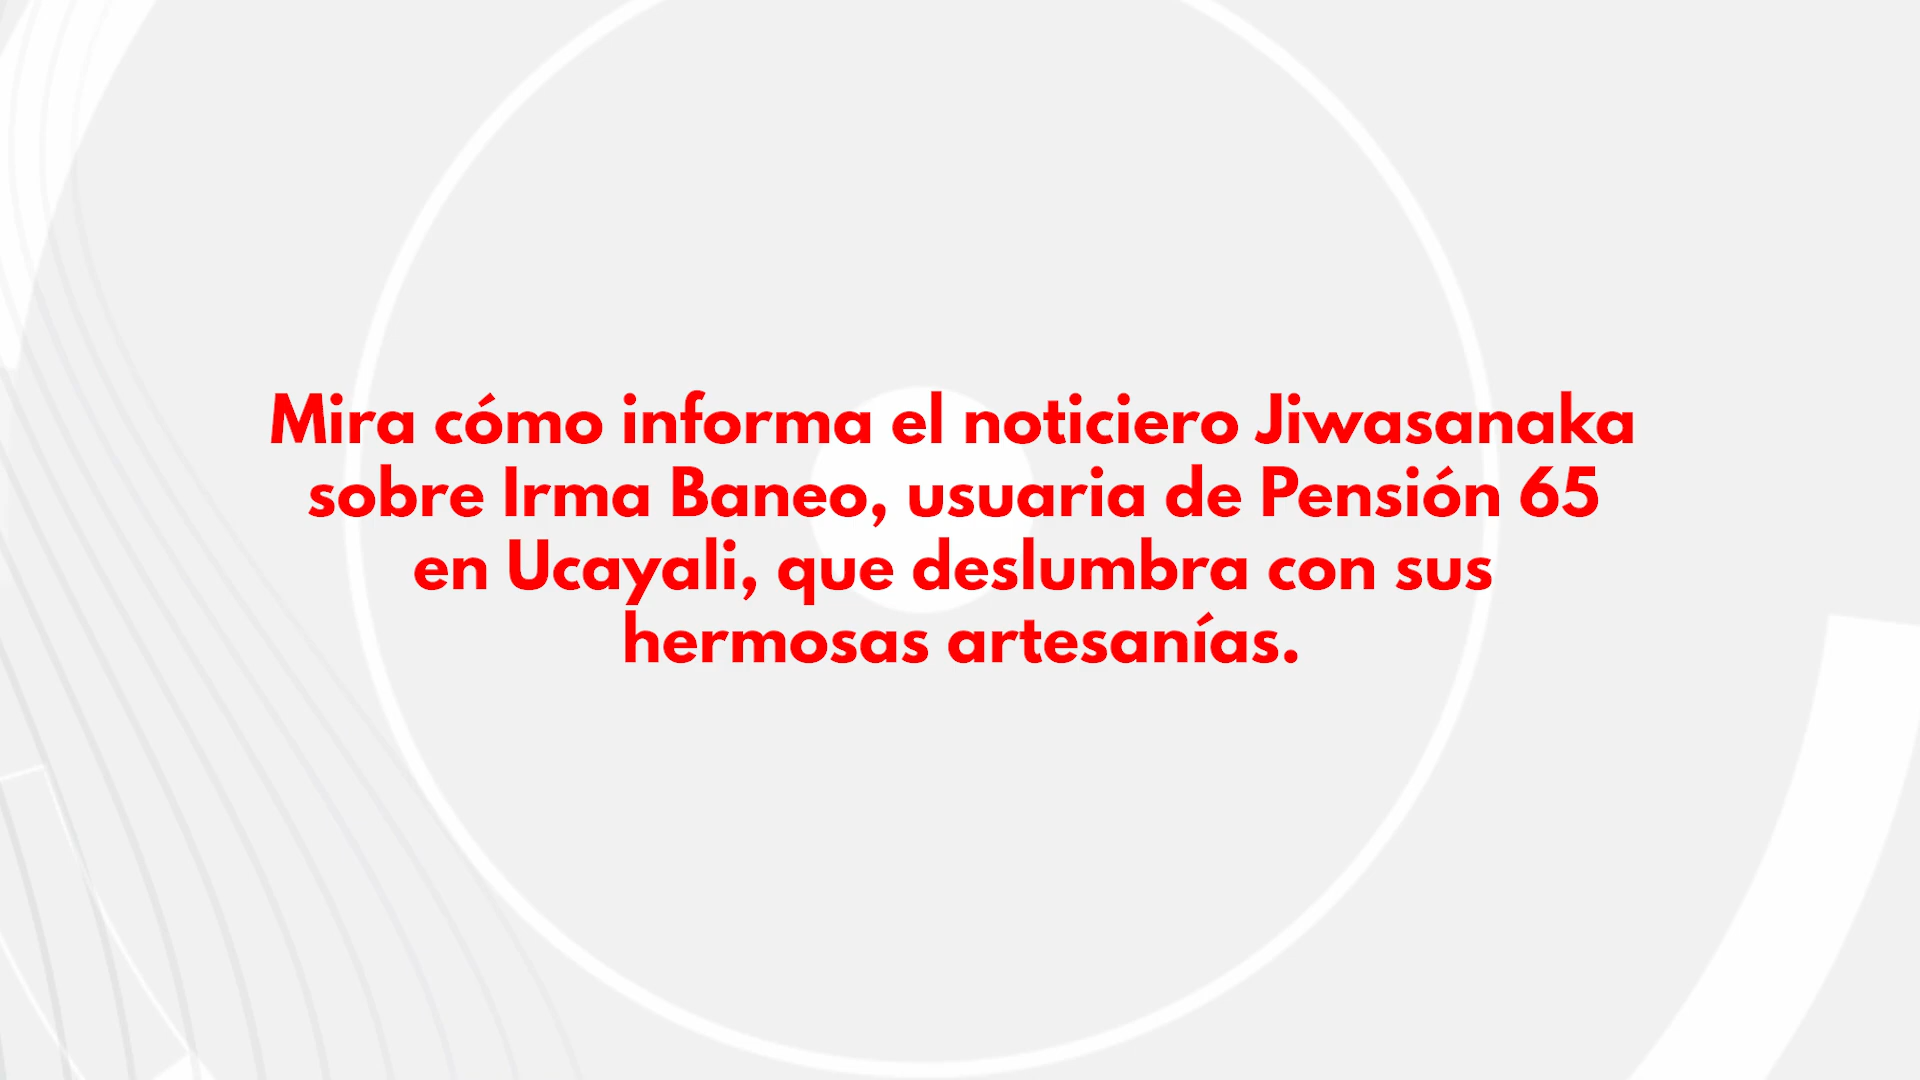 Mira cómo informa el noticiero Jiwasanaka
sobre Irma Baneo, usuaria de Pensión 65
en Ucayali, que deslumbra con sus
hermosas artesanías.